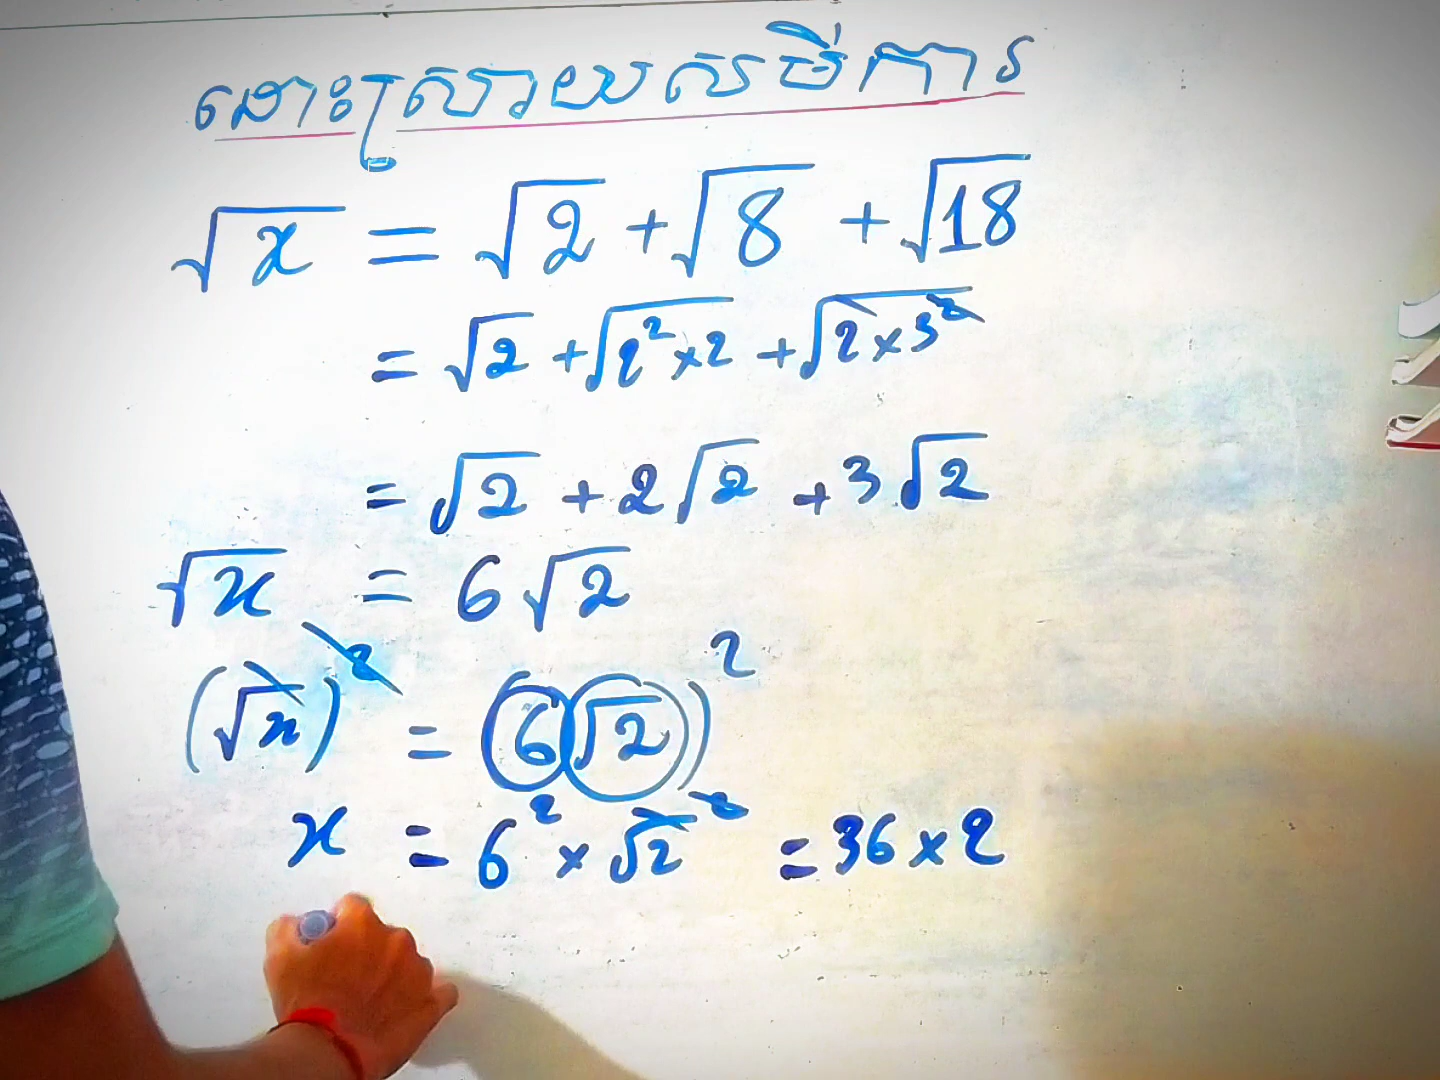 ដោះស្រាយសមីការ
√x = √2 + √8 + √18
= √2 + √2²×2 + √2×3²
= √2 + 2√2 + 3√2
√x = 6√2
(√x)² = (6√2)²
x = 6² × √2² = 36 × 2